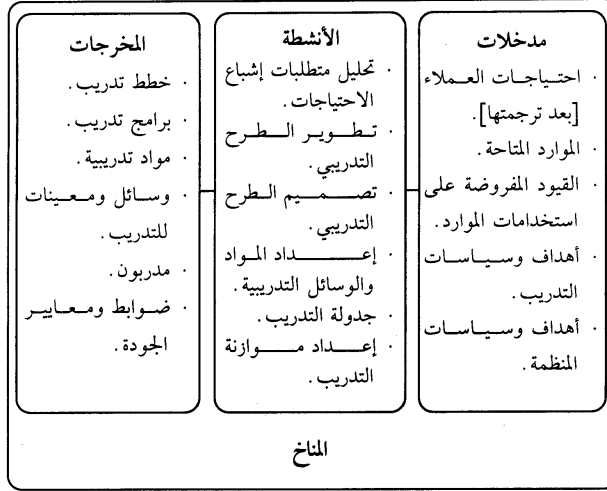 مدخلات
· احتياجات العملاء
[بعد ترجمتها].
· الموارد المتاحة.
· القيود المفروضة على
استخدامات الموارد.
· أهداف وسياسات
التدريب.
· أهداف وسياسات
المنظمة.
الأنشطة
· تحليل متطلبات إشباع
الاحتياجات.
· تطوير الطرح
التدريبي.
· تصميم الطرح
التدريبي.
· إعداد المواد
والوسائل التدريبية.
· جدولة التدريب.
· إعداد موازنة
التدريب.
المخرجات
· خطط تدريب.
· برامج تدريب.
· مواد تدريبية.
· وسائل ومعينات
للتدريب.
· مدربون.
· ضوابط ومعايير
الجودة.
المناخ